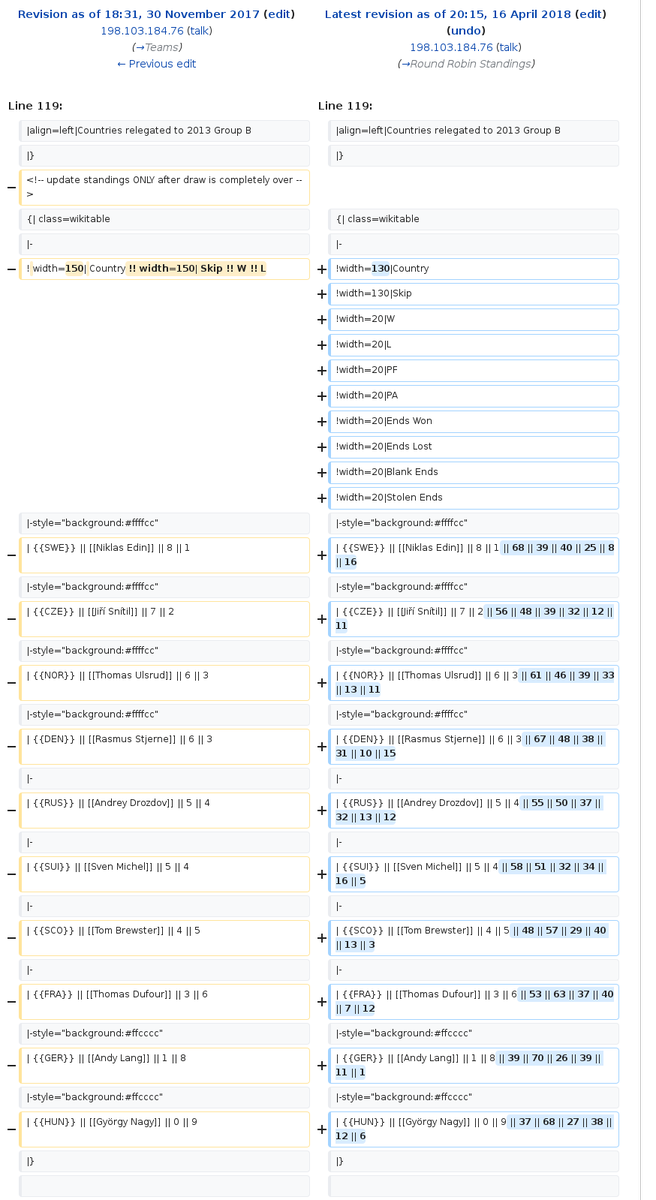 Revision as of 18:31, 30 November 2017 (edit)
198.103.184.76 (talk)
(→Teams)
← Previous edit
Latest revision as of 20:15, 16 April 2018 (edit)
(undo)
198.103.184.76 (talk)
(→Round Robin Standings)
Line 119:
Line 119:
|align=left|Countries relegated to 2013 Group B
|align=left|Countries relegated to 2013 Group B
|}
|}
− <!-- update standings ONLY after draw is completely over --
>
{| class=wikitable
{| class=wikitable
|-
|-
− ! width=150| Country !! width=150| Skip !! W !! L
+ !width=130|Country
+ !width=130|Skip
+ !width=20|W
+ !width=20|L
+ !width=20|PF
+ !width=20|PA
+ !width=20|Ends Won
+ !width=20|Ends Lost
+ !width=20|Blank Ends
+ !width=20|Stolen Ends
|-style="background:#ffffcc"
|-style="background:#ffffcc"
− | {{SWE}} || [[Niklas Edin]] || 8 || 1
+ | {{SWE}} || [[Niklas Edin]] || 8 || 1 || 68 || 39 || 40 || 25 || 8
|| 16
|-style="background:#ffffcc"
|-style="background:#ffffcc"
− | {{CZE}} || [[Jiří Snítil]] || 7 || 2
+ | {{CZE}} || [[Jiří Snítil]] || 7 || 2 || 56 || 48 || 39 || 32 || 12 ||
11
|-style="background:#ffffcc"
|-style="background:#ffffcc"
− | {{NOR}} || [[Thomas Ulsrud]] || 6 || 3
+ | {{NOR}} || [[Thomas Ulsrud]] || 6 || 3 || 61 || 46 || 39 || 33
|| 13 || 11
|-style="background:#ffffcc"
|-style="background:#ffffcc"
− | {{DEN}} || [[Rasmus Stjerne]] || 6 || 3
+ | {{DEN}} || [[Rasmus Stjerne]] || 6 || 3 || 67 || 48 || 38 ||
31 || 10 || 15
|-
|-
− | {{RUS}} || [[Andrey Drozdov]] || 5 || 4
+ | {{RUS}} || [[Andrey Drozdov]] || 5 || 4 || 55 || 50 || 37 ||
32 || 13 || 12
|-
|-
− | {{SUI}} || [[Sven Michel]] || 5 || 4
+ | {{SUI}} || [[Sven Michel]] || 5 || 4 || 58 || 51 || 32 || 34 ||
16 || 5
|-
|-
− | {{SCO}} || [[Tom Brewster]] || 4 || 5
+ | {{SCO}} || [[Tom Brewster]] || 4 || 5 || 48 || 57 || 29 || 40
|| 13 || 3
|-
|-
− | {{FRA}} || [[Thomas Dufour]] || 3 || 6
+ | {{FRA}} || [[Thomas Dufour]] || 3 || 6 || 53 || 63 || 37 || 40
|| 7 || 12
|-style="background:#ffcccc"
|-style="background:#ffcccc"
− | {{GER}} || [[Andy Lang]] || 1 || 8
+ | {{GER}} || [[Andy Lang]] || 1 || 8 || 39 || 70 || 26 || 39 ||
11 || 1
|-style="background:#ffcccc"
|-style="background:#ffcccc"
− | {{HUN}} || [[György Nagy]] || 0 || 9
+ | {{HUN}} || [[György Nagy]] || 0 || 9 || 37 || 68 || 27 || 38 ||
12 || 6
|}
|}